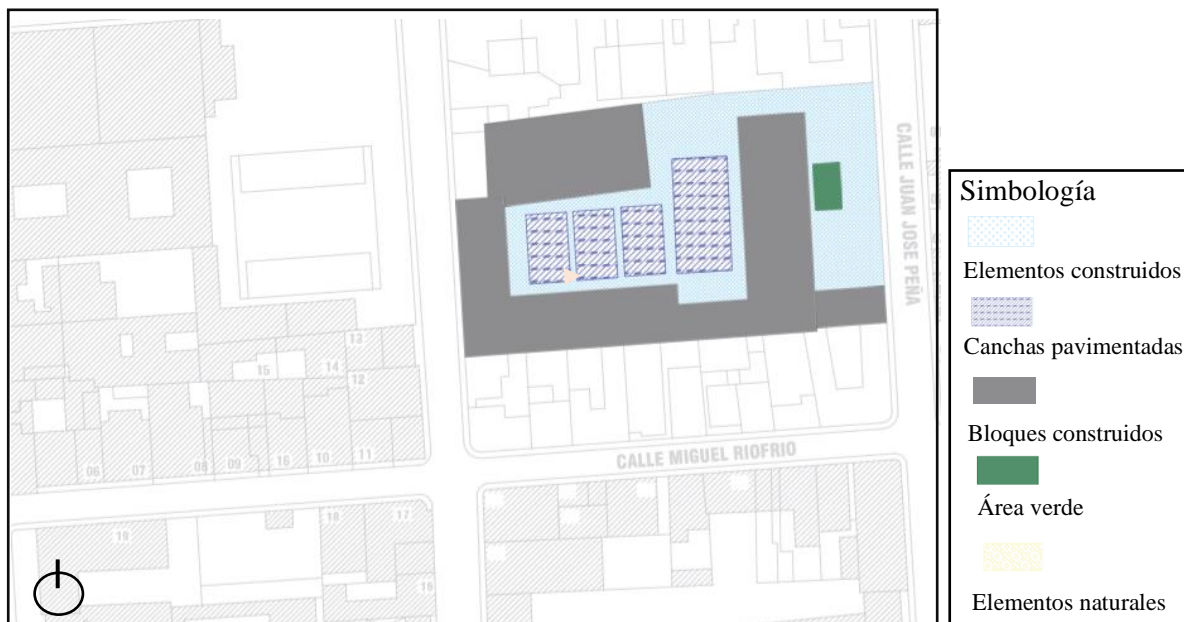 CALLE JUAN JOSE PEÑA
13
15
14
12
06
07
08
09
16
10
11
CALLE MIGUEL RIOFRIO
18
17
19
Simbología
Elementos construidos
Canchas pavimentadas
Bloques construidos
Área verde
Elementos naturales